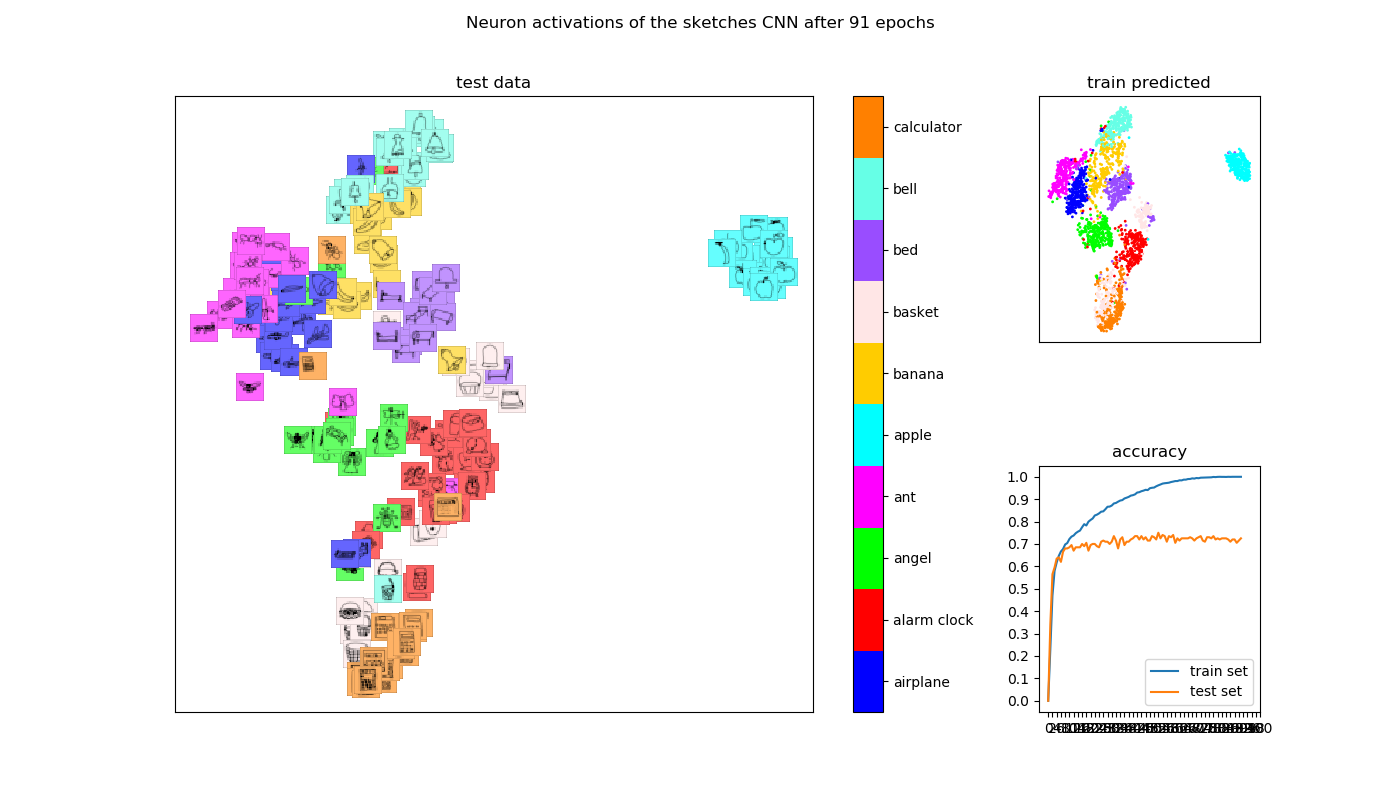 Neuron activations of the sketches CNN after 91 epochs
test data
calculator
bell
bed
basket
banana
apple
ant
angel
alarm clock
airplane
train predicted
accuracy
1.0
0.9
0.8
0.7
0.6
0.5
0.4
0.3
0.2
0.1
0.0
train set
test set